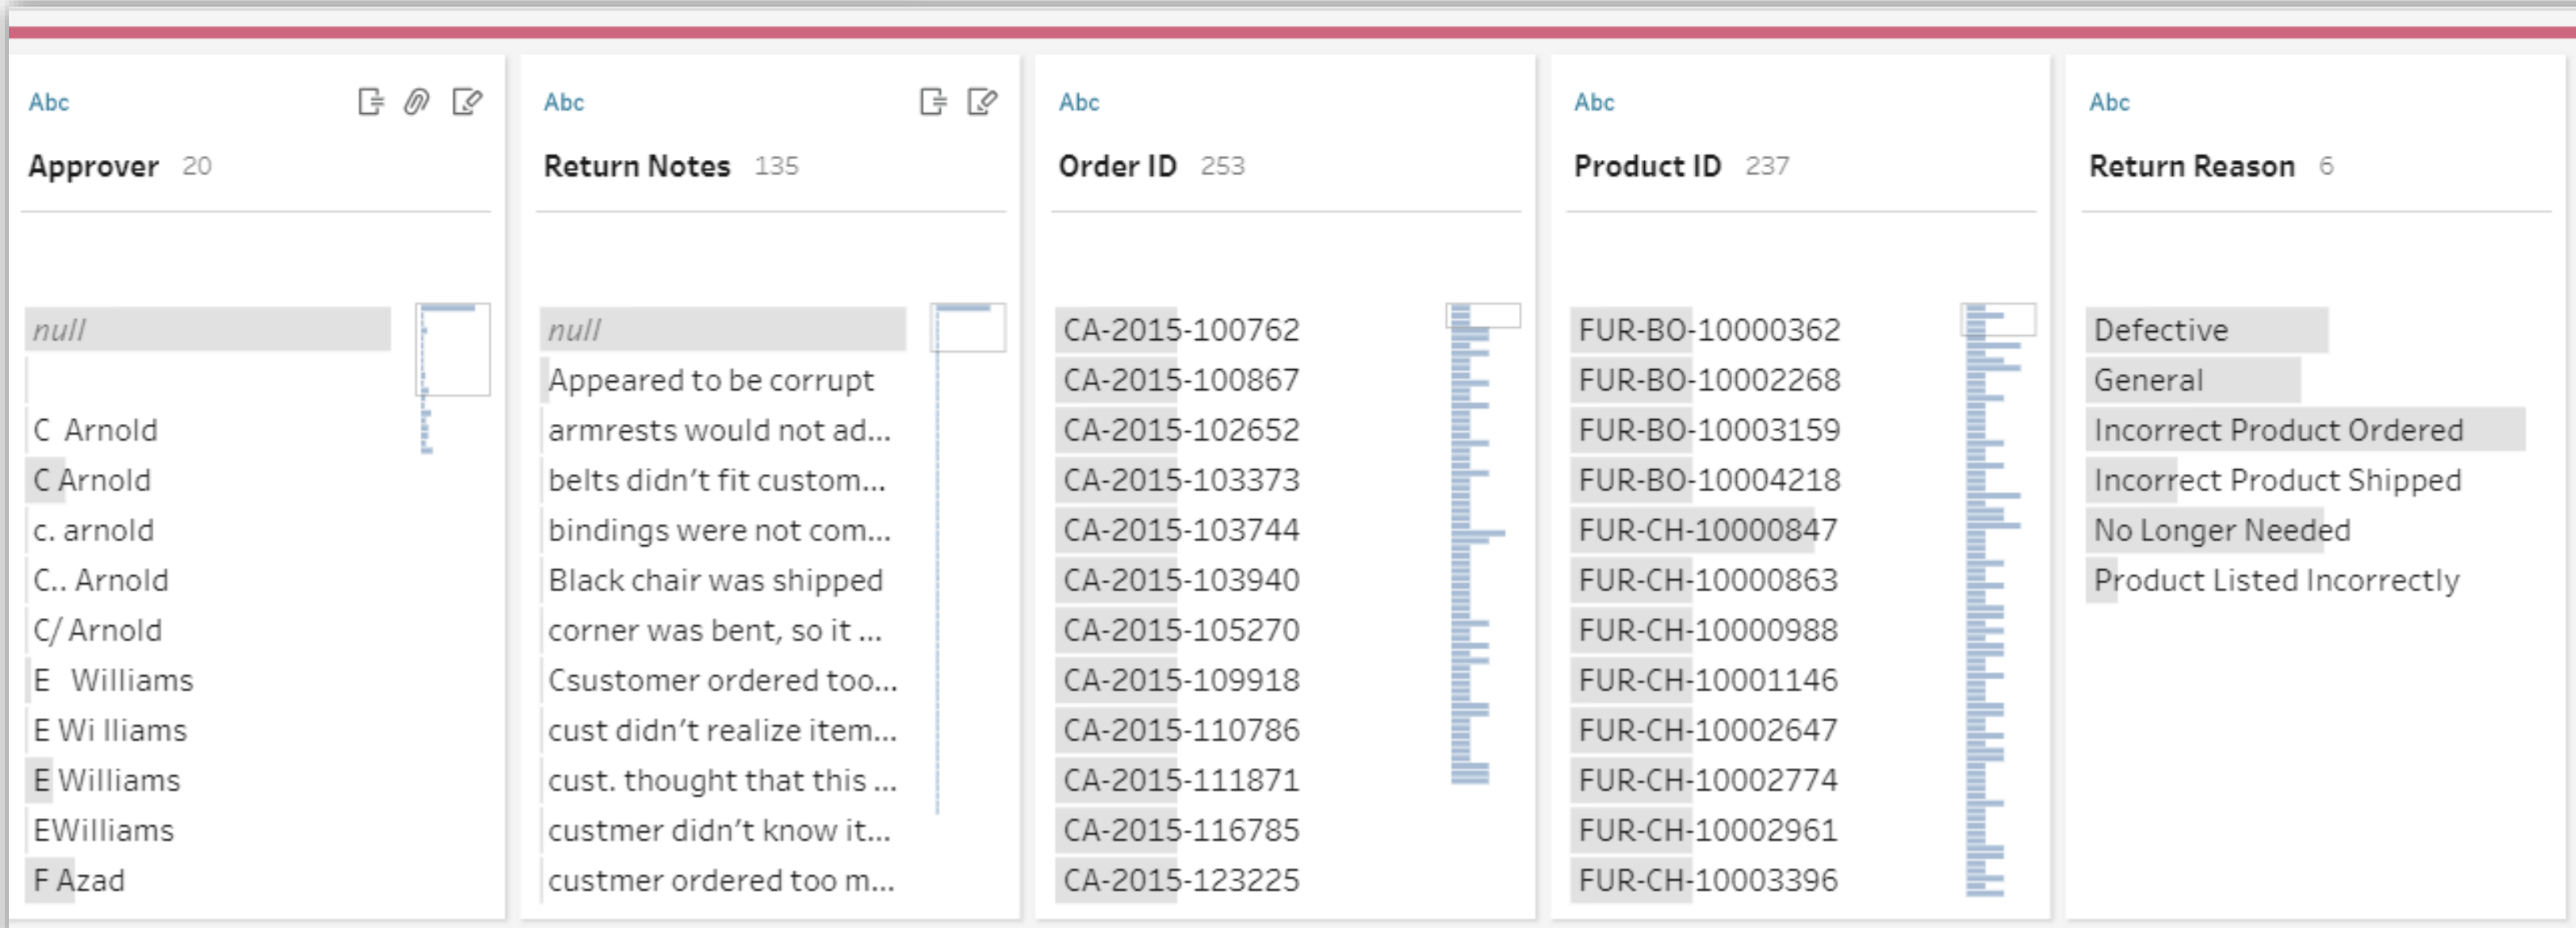 Abc
Approver 20
null
C  Arnold
C Arnold
c. arnold
C.. Arnold
C/ Arnold
E   Williams
E Wi lliams
E Williams
EWilliams
F Azad
Abc
Return Notes 135
null
Appeared to be corrupt
armrests would not ad...
belts didn't fit custom...
bindings were not com...
Black chair was shipped
corner was bent, so it ...
Csustomer ordered too...
cust didn't realize item...
cust. thought that this ...
custmer didn't know it...
custmer ordered too m...
Abc
Order ID 253
CA-2015-100762
CA-2015-100867
CA-2015-102652
CA-2015-103373
CA-2015-103744
CA-2015-103940
CA-2015-105270
CA-2015-109918
CA-2015-110786
CA-2015-111871
CA-2015-116785
CA-2015-123225
Abc
Product ID 237
FUR-BO-10000362
FUR-BO-10002268
FUR-BO-10003159
FUR-BO-10004218
FUR-CH-10000847
FUR-CH-10000863
FUR-CH-10000988
FUR-CH-10001146
FUR-CH-10002647
FUR-CH-10002774
FUR-CH-10002961
FUR-CH-10003396
Abc
Return Reason 6
Defective
General
Incorrect Product Ordered
Incorrect Product Shipped
No Longer Needed
Product Listed Incorrectly